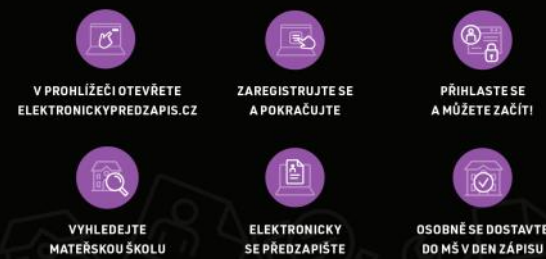 V PROHLÍŽEČI OTEVŘETE
ELEKTRONICKYPREDZAPIS.CZ
ZAREGISTRUJTE SE
A POKRAČUJTE
PŘIHLASTE SE
A MŮŽETE ZAČÍT!
VYHLEDEJTE
MATEŘSKOU ŠKOLU
ELEKTRONICKY
SE PŘEDZAPIŠTE
OSOBNĚ SE DOSTAVTE
DO MŠ V DEN ZÁPISU